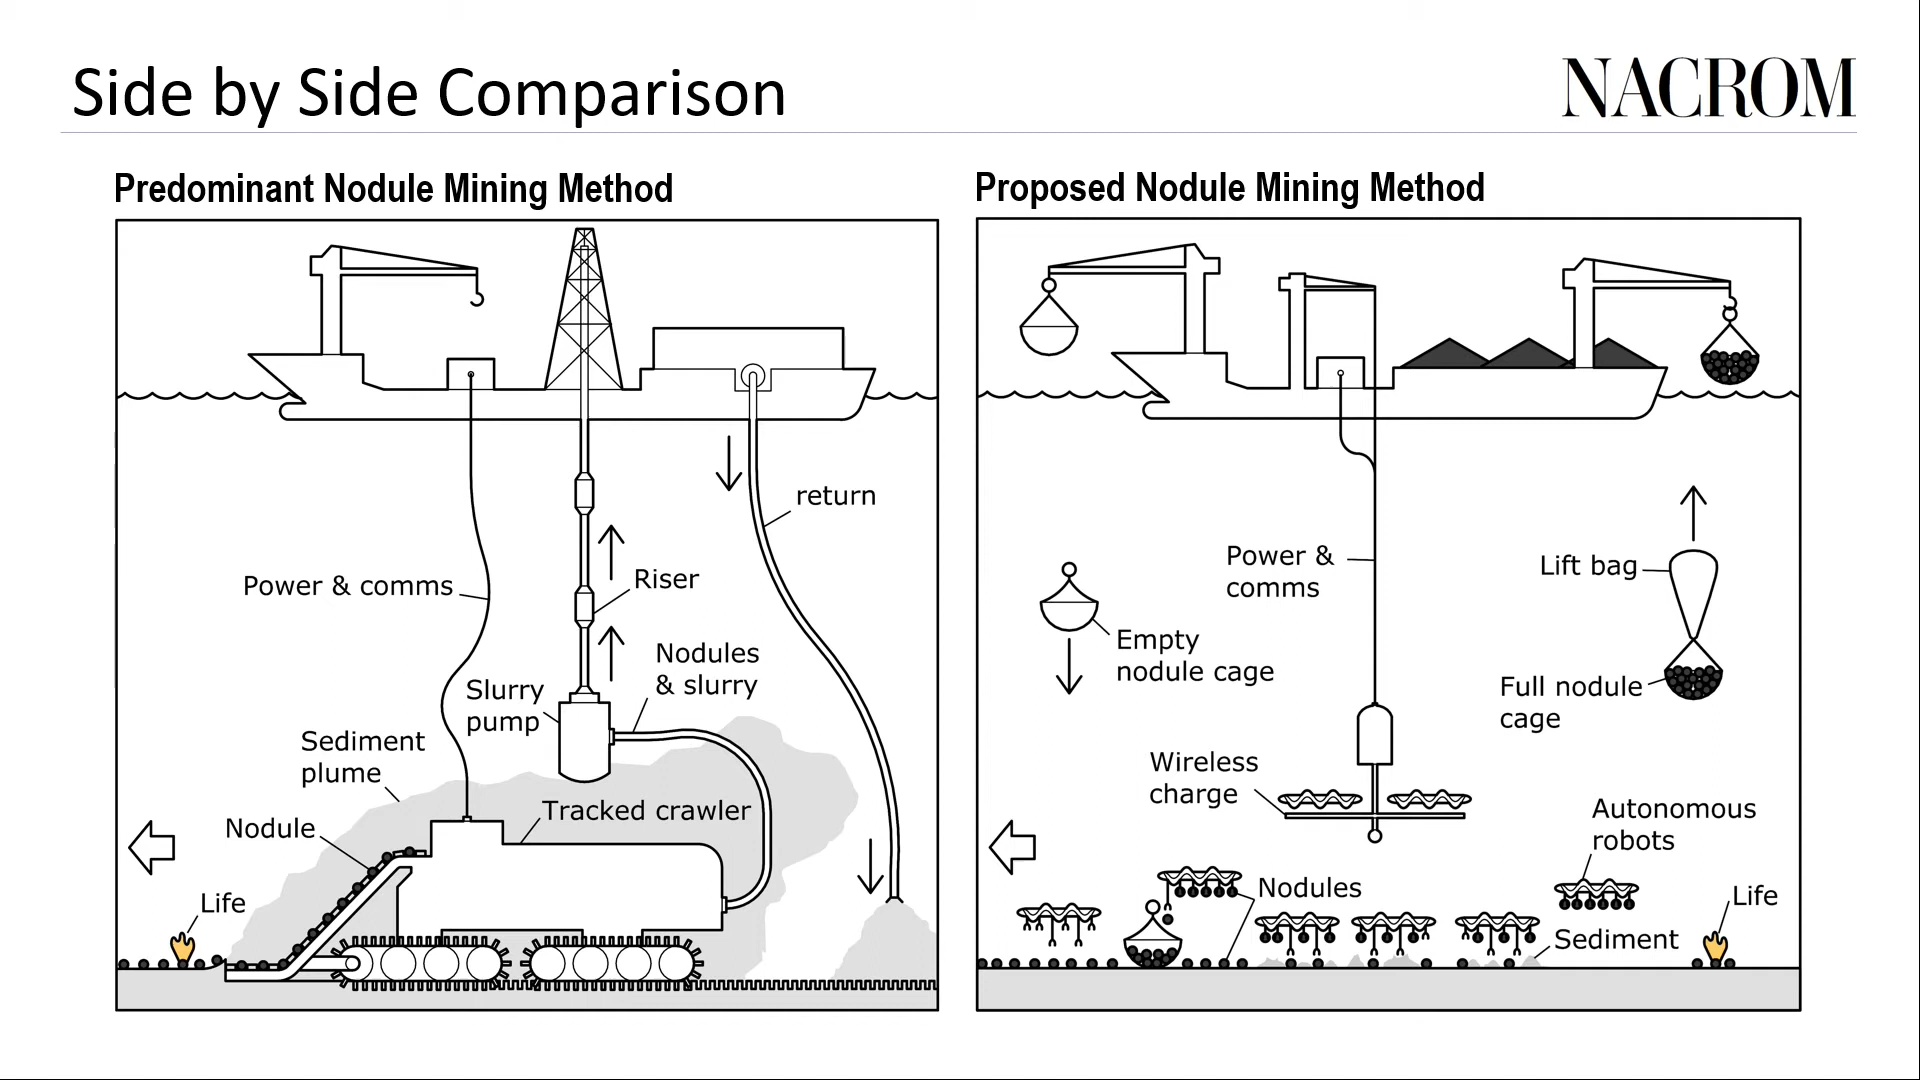 Side by Side Comparison
NACROM
Predominant Nodule Mining Method
return
Power & comms
Riser
Nodules
& slurry
Slurry
pump
Sediment
plume
Tracked crawler
Nodule
Life
Proposed Nodule Mining Method
Power &
comms
Lift bag
Empty
nodule cage
Full nodule
cage
Wireless
charge
Autonomous
robots
Nodules
Life
Sediment